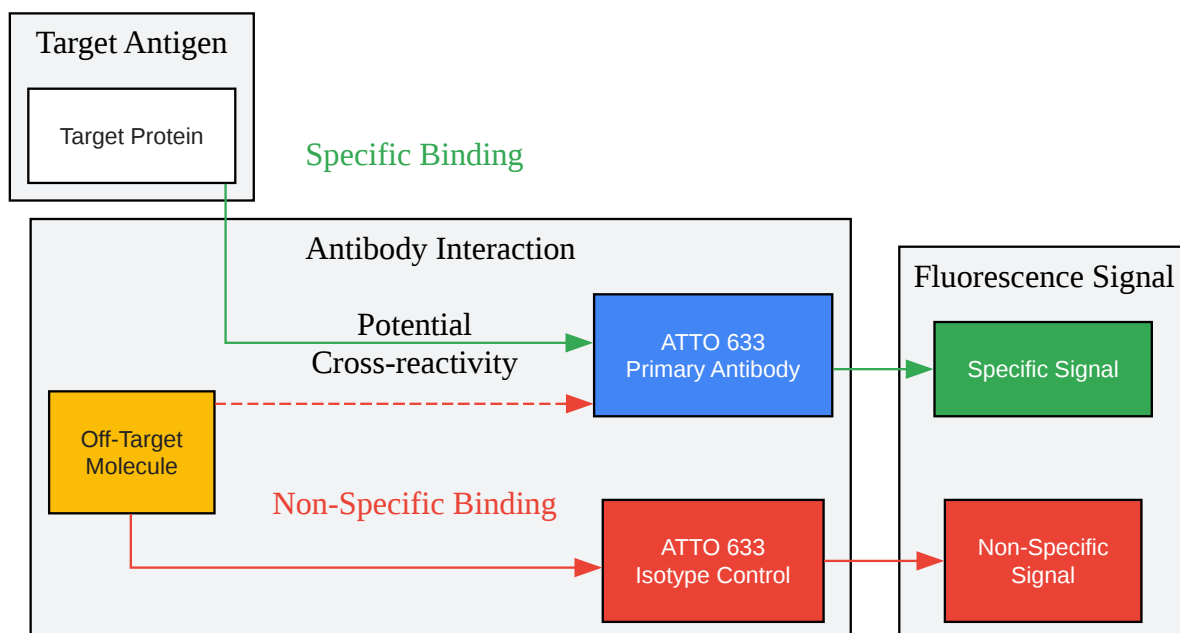 Target Antigen
Target Protein
Specific Binding
Antibody Interaction
Fluorescence Signal
Potential
Cross-reactivity
ATTO 633
Primary Antibody
Specific Signal
Off-Target
Molecule
Non-Specific Binding
ATTO 633
Isotype Control
Non-Specific
Signal